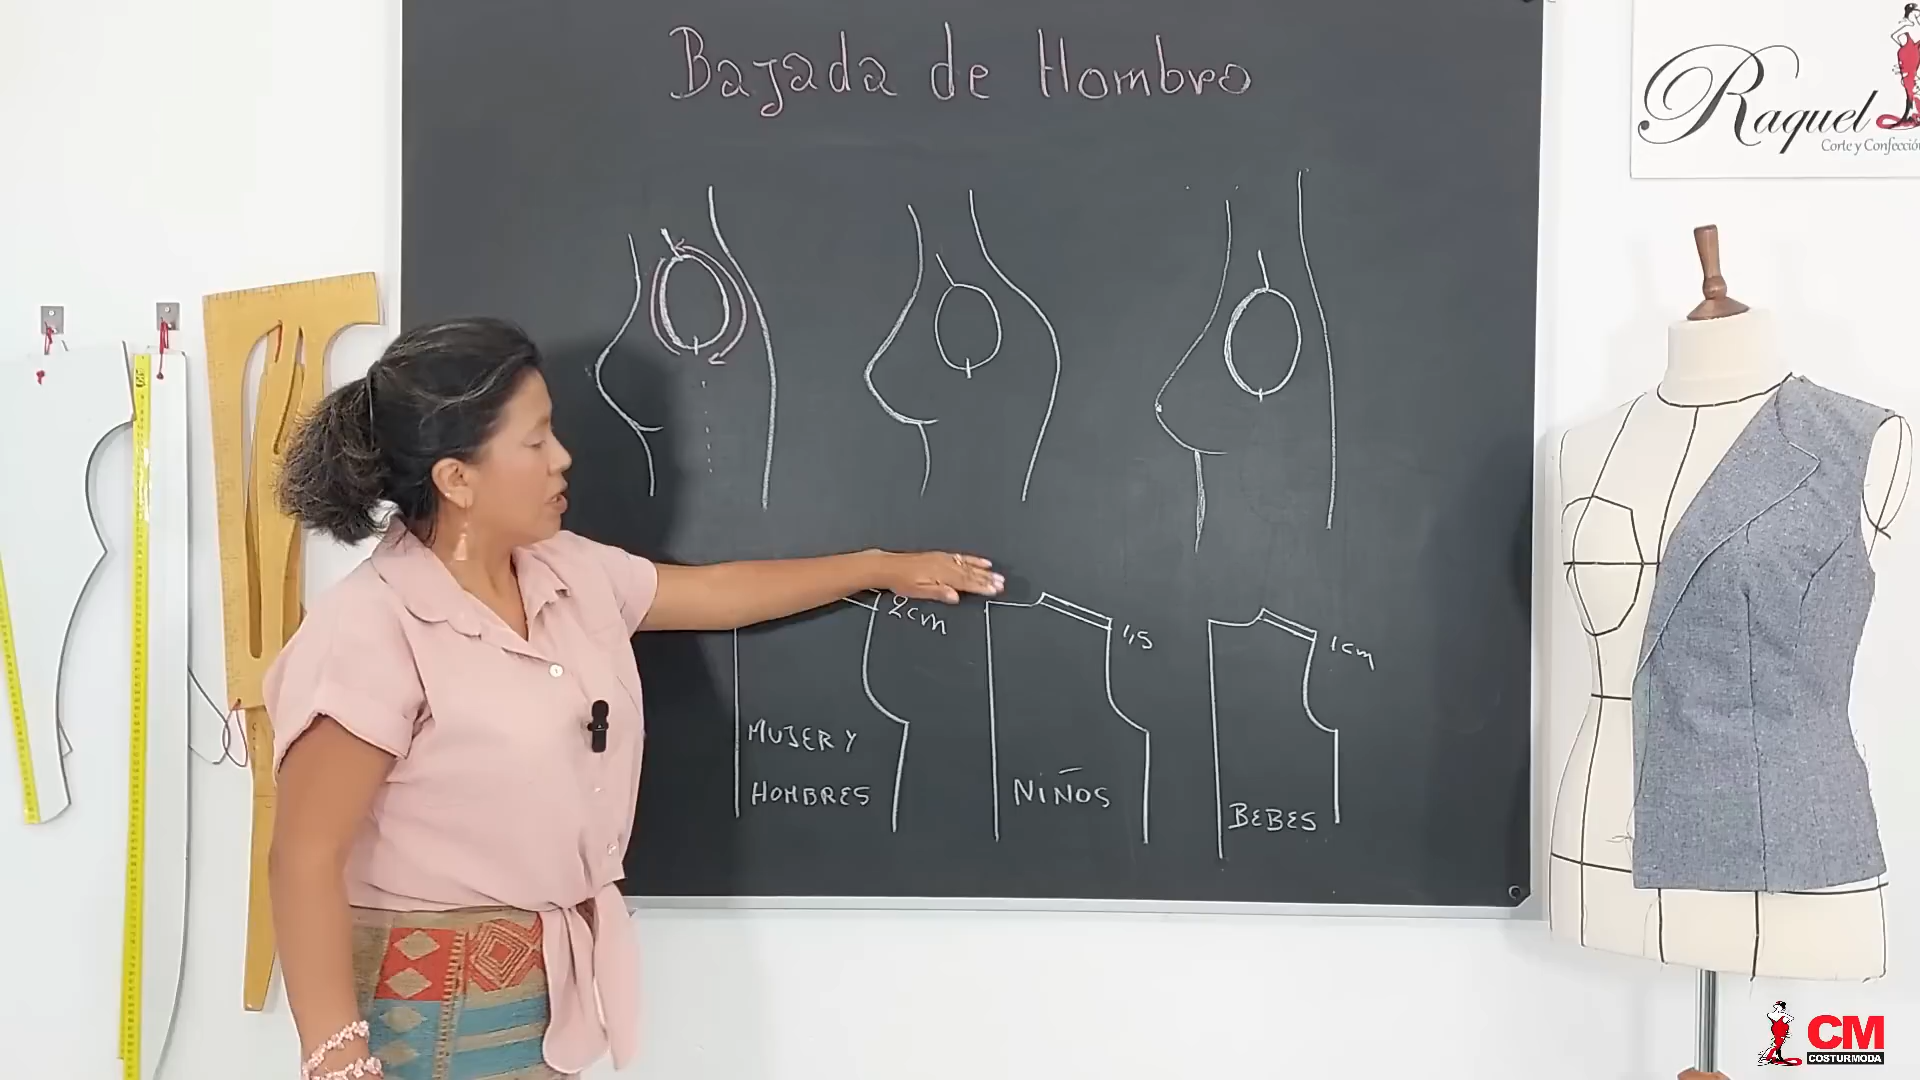 Bajada de Hombro
Raquel
Corte y Confección
2cm
1,5
1cm
MUJER Y
HOMBRES
NIÑOS
BEBES
CM
COSTURMODA